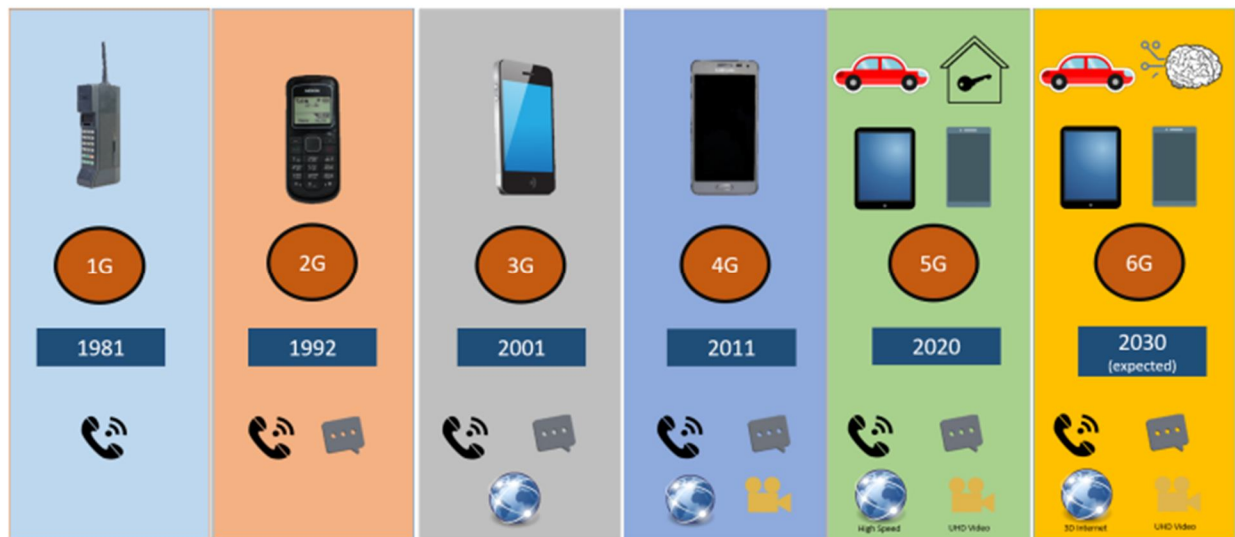 1G
2G
3G
4G
5G
6G
1981
1992
2001
2011
2020
2030
(expected)
High Speed
UHD Video
3D Internet
UHD Video